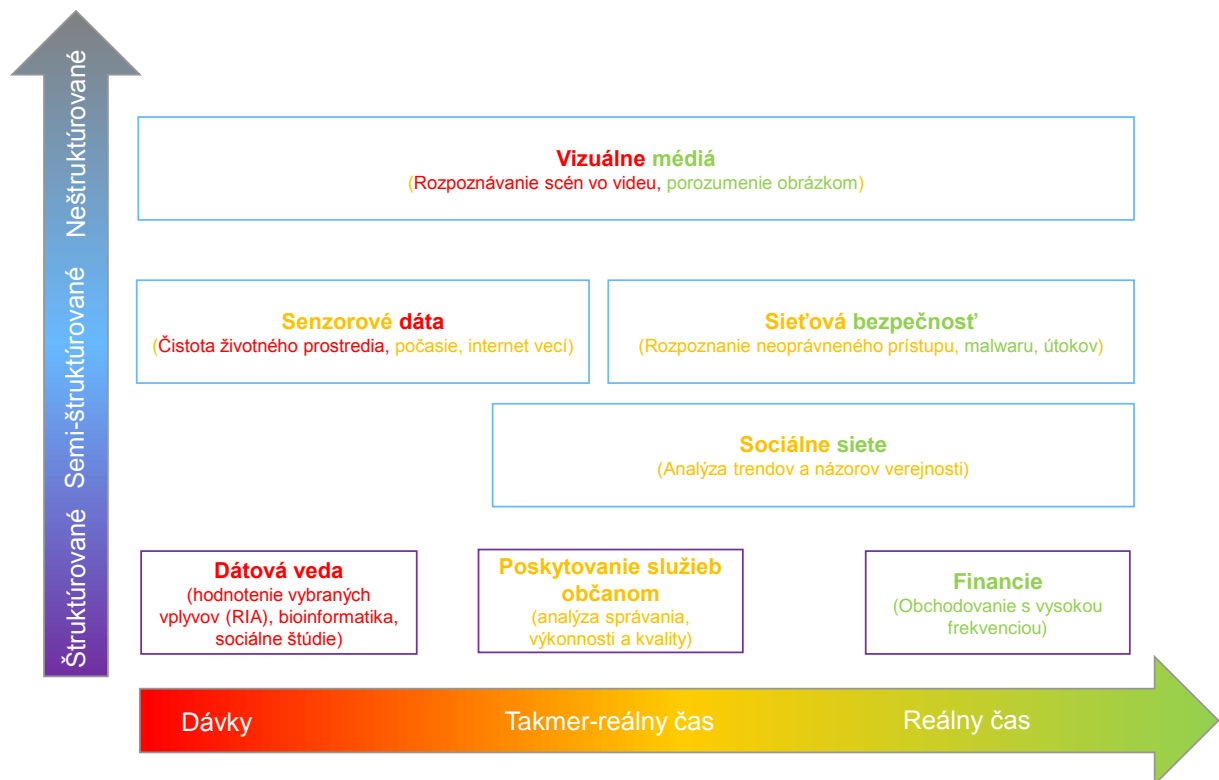 Neštruktúrované
Vizuálne médiá
(Rozpoznávanie scén vo videu, porozumenie obrázkom)
Semi-štruktúrované
Senzorové dáta
(Čistota životného prostredia, počasie, internet vecí)
Sieťová bezpečnosť
(Rozpoznanie neoprávneného prístupu, malwaru, útokov)
Sociálne siete
(Analýza trendov a názorov verejnosti)
Štruktúrované
Dátová veda
(hodnotenie vybraných
vplyvov (RIA), bioinformatika,
sociálne štúdie)
Poskytovanie služieb
občanom
(analýza správania,
výkonnosti a kvality)
Financie
(Obchodovanie s vysokou
frekvenciou)
Dávky
Takmer-reálny čas
Reálny čas